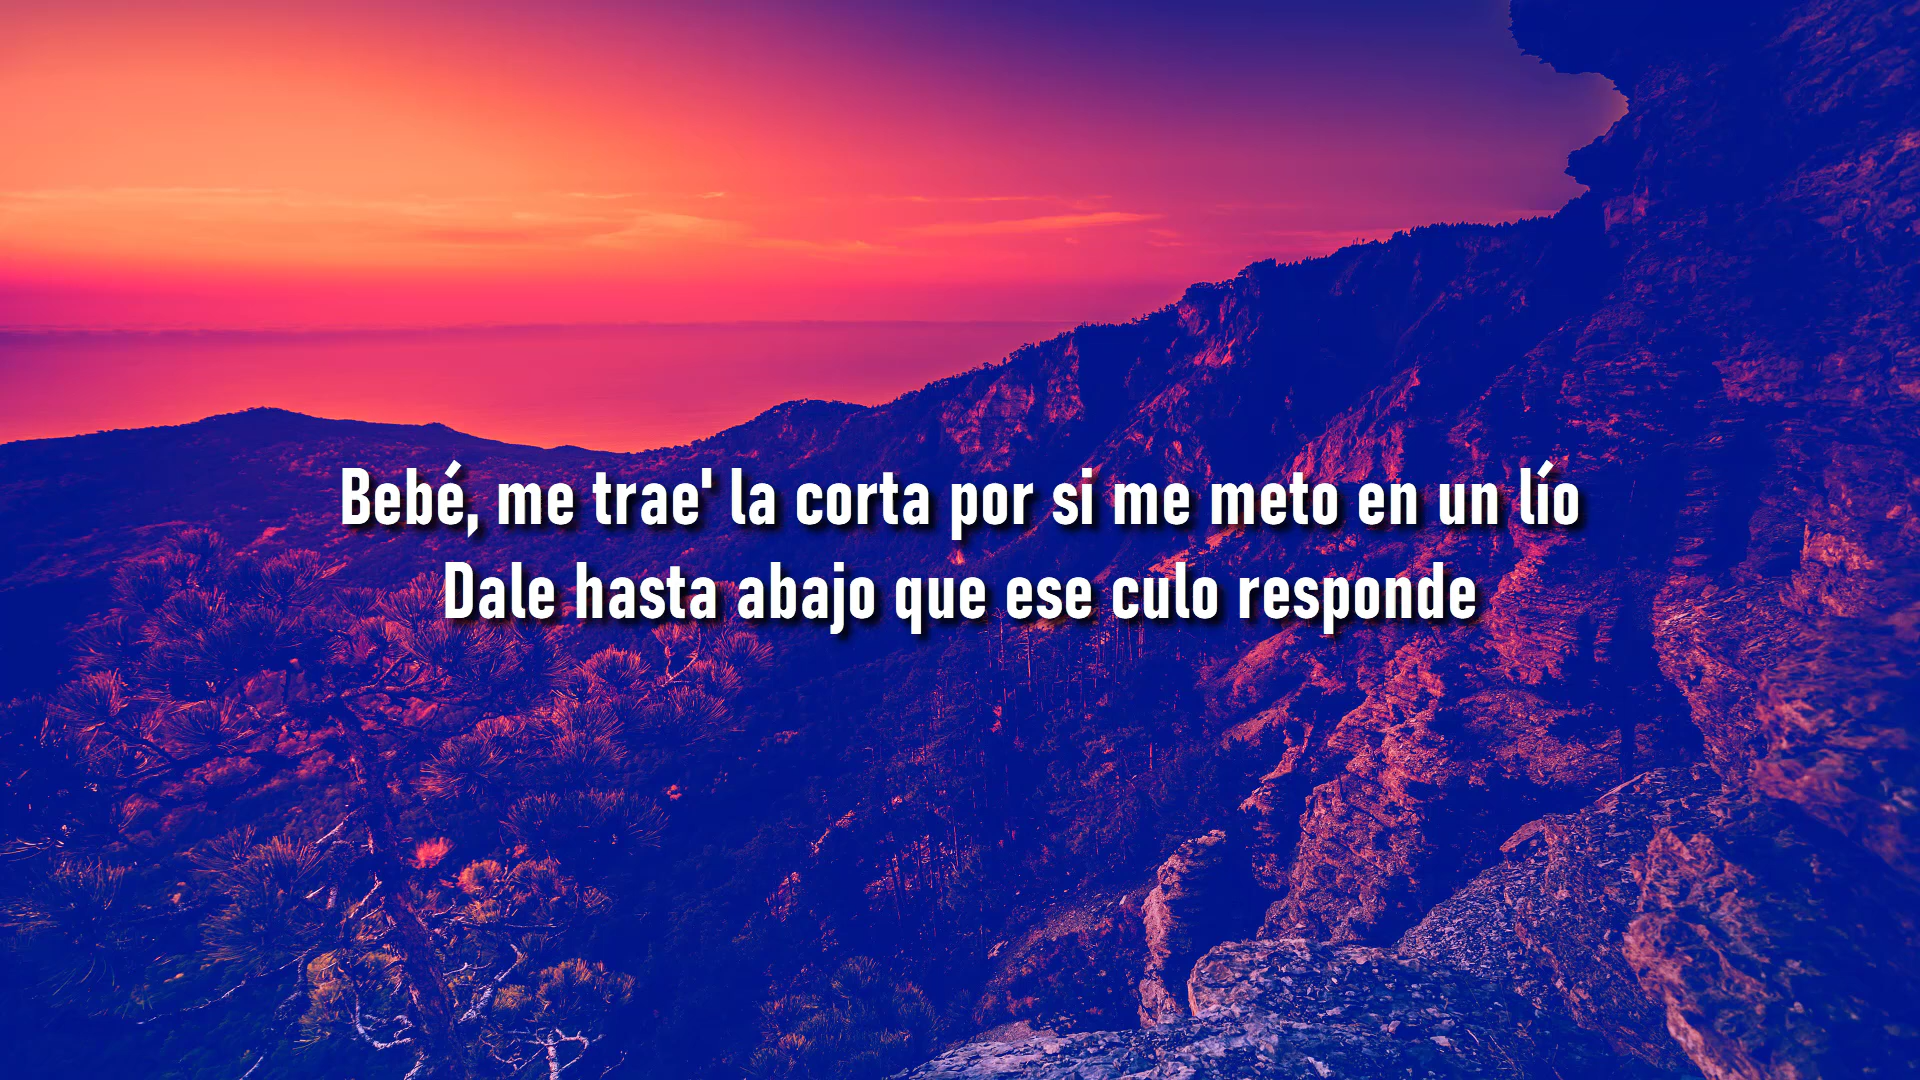 Bebé, me trae' la corta por si me meto en un lío
Dale hasta abajo que ese culo responde